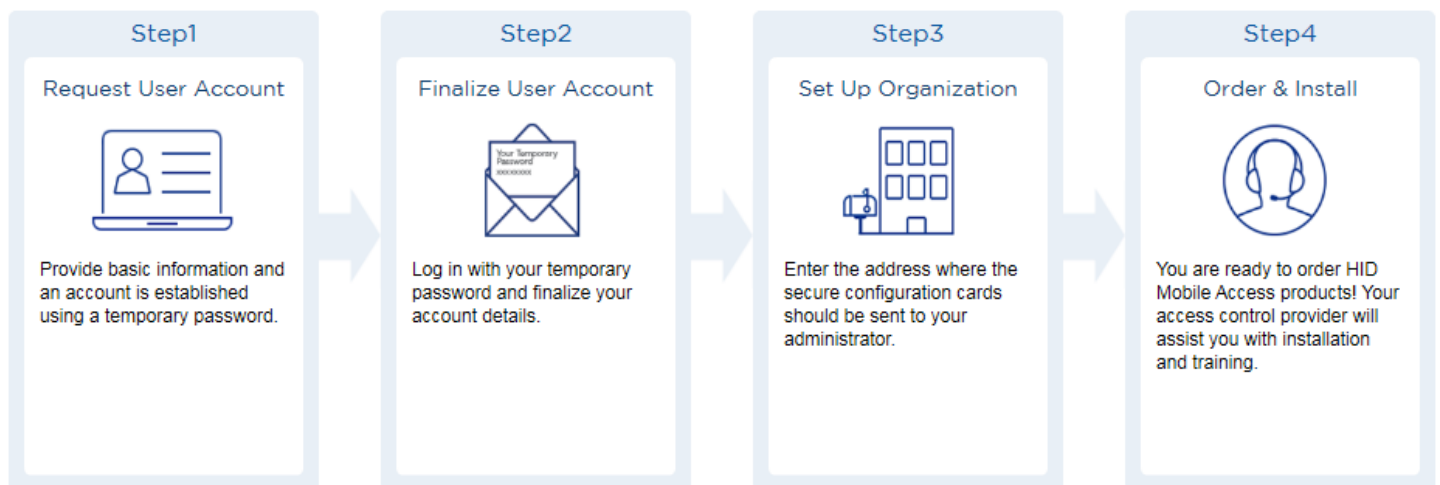 Step1
Request User Account
Provide basic information and
an account is established
using a temporary password.
Step2
Finalize User Account
Your Temporary
Password
xxxxxxxxx
Log in with your temporary
password and finalize your
account details.
Step3
Set Up Organization
Enter the address where the
secure configuration cards
should be sent to your
administrator.
Step4
Order & Install
You are ready to order HID
Mobile Access products! Your
access control provider will
assist you with installation
and training.